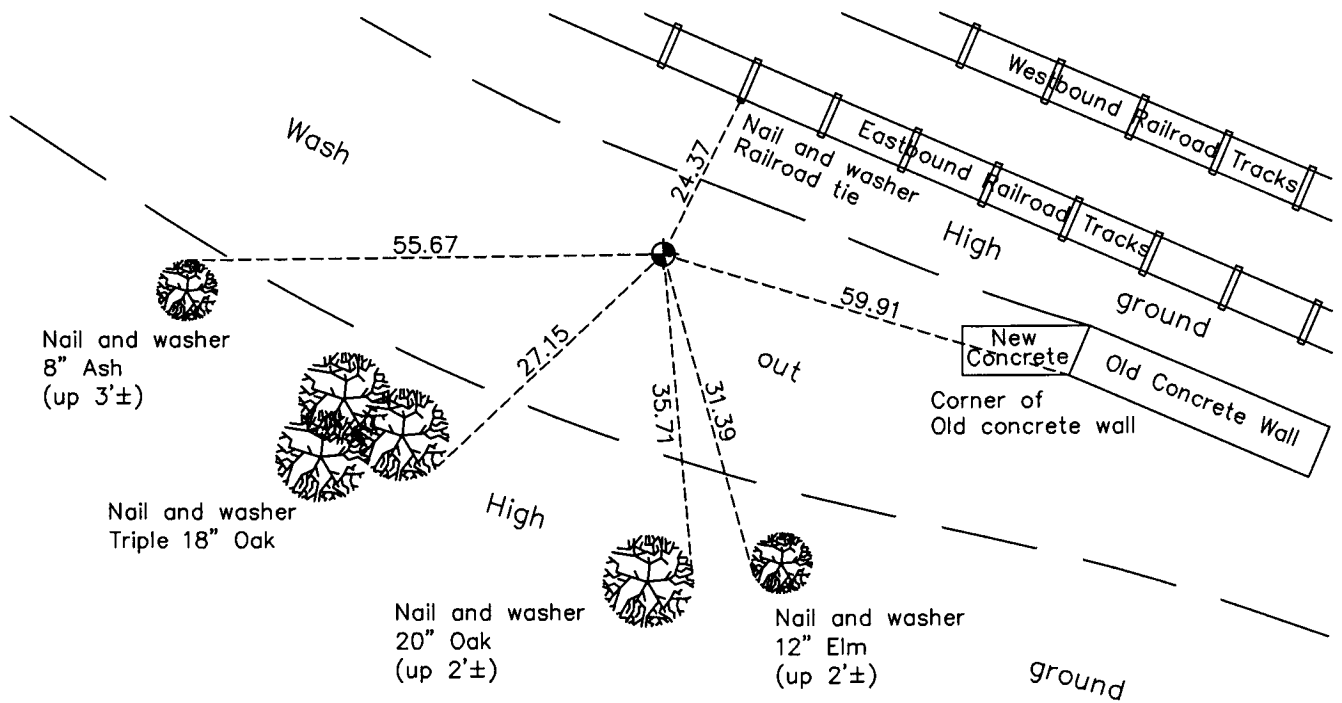 Westbound Railroad Tracks
Wash
Nail and washer
Railroad tie
Eastbound Railroad Tracks
24.37
High
ground
55.67
59.91
New
Concrete
Old Concrete Wall
Nail and washer
8" Ash
(up 3'±)
27.15
out
35.71
31.39
Corner of
Old concrete wall
Nail and washer
Triple 18" Oak
High
Nail and washer
20" Oak
(up 2'±)
Nail and washer
12" Elm
(up 2'±)
ground